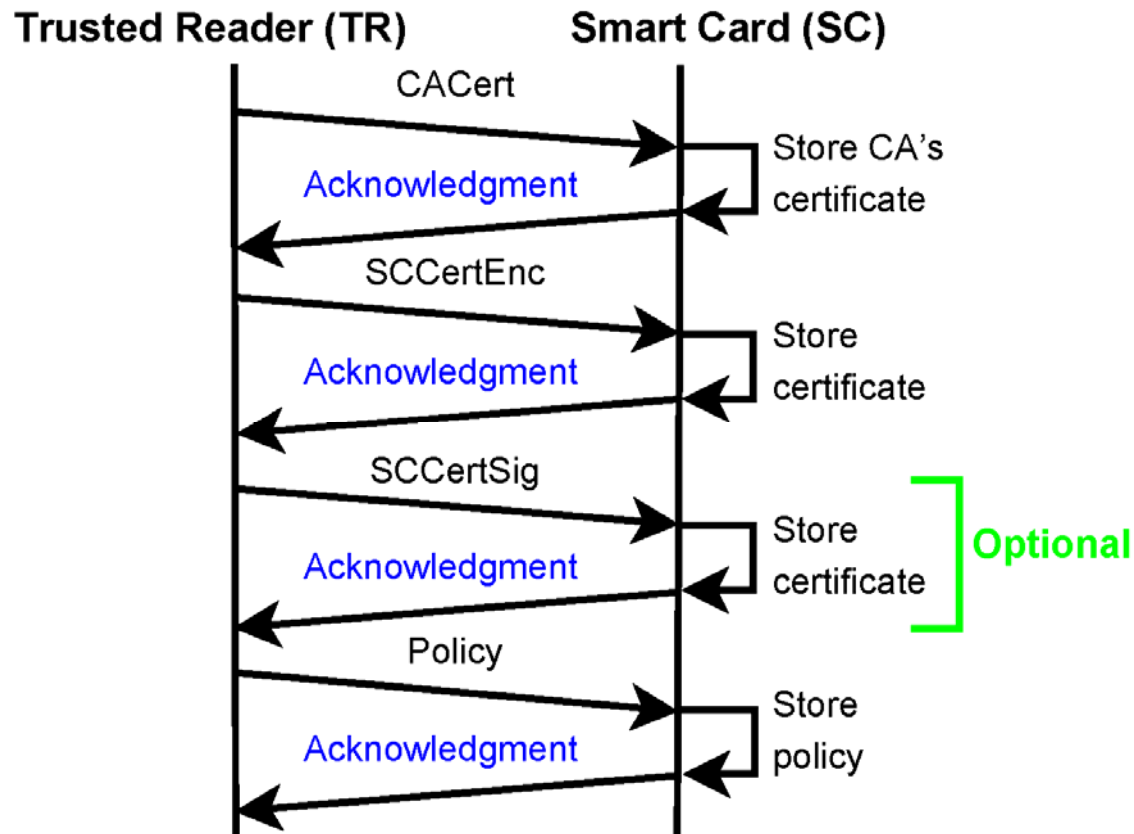 Trusted Reader (TR)
Smart Card (SC)
CACert
Store CA's
certificate
Acknowledgment
SCCertEnc
Store
certificate
Acknowledgment
SCCertSig
Store
certificate
Optional
Acknowledgment
Policy
Store
policy
Acknowledgment